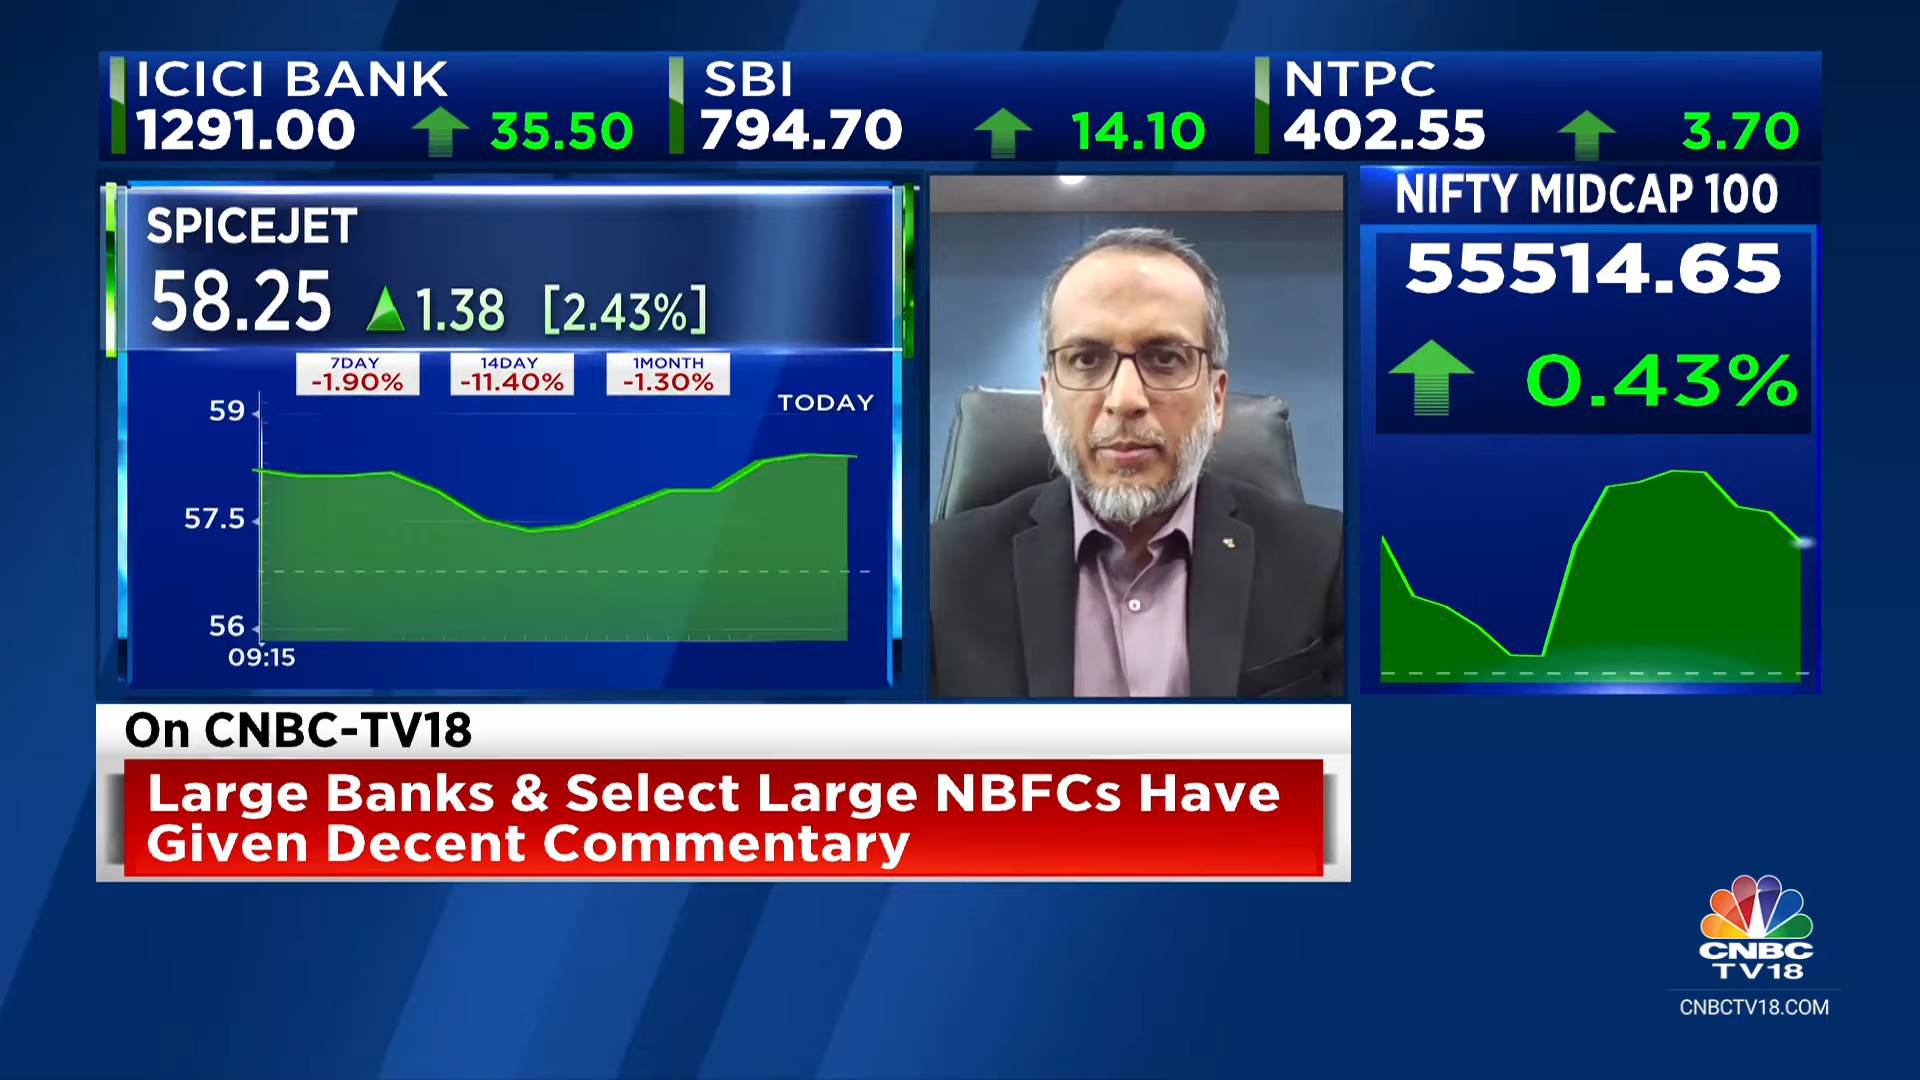 ICICI BANK
1291.00 35.50
SBI
794.70 14.10
NTPC
402.55 3.70
SPICEJET
58.25 1.38 [2.43%]
7DAY
-1.90%
14DAY
-11.40%
1MONTH
-1.30%
TODAY
59
57.5
56
09:15
NIFTY MIDCAP 100
55514.65
0.43%
On CNBC-TV18
Large Banks & Select Large NBFCs Have
Given Decent Commentary
CNBC
TV18
CNBCTV18.COM